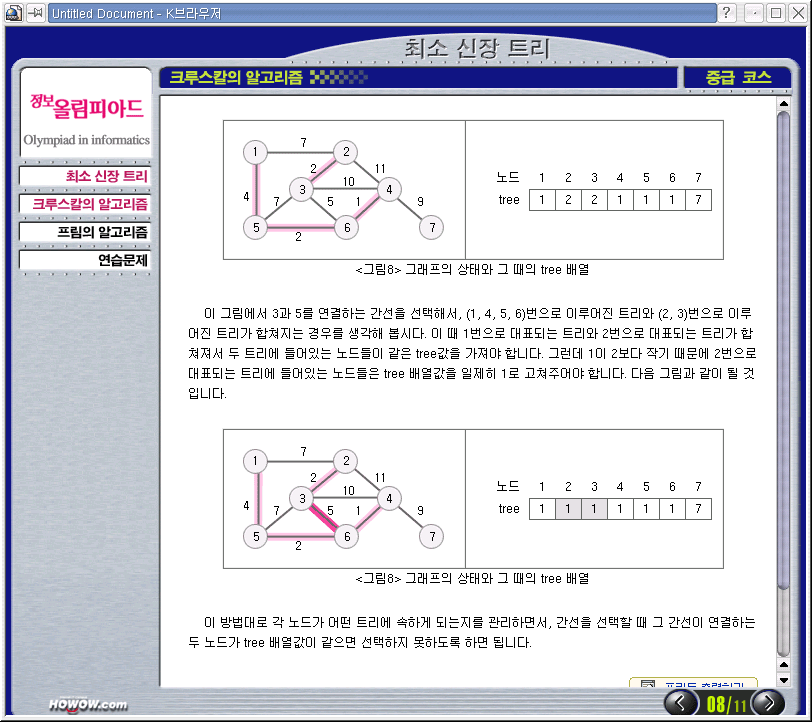 Untitled Document - K브라우저
최소 신장 트리
크루스칼의 알고리즘
중급 코스
정보올림피아드
Olympiad in informatics
최소 신장 트리
크루스칼의 알고리즘
프림의 알고리즘
연습문제
1 7 2
2 11
3 10 4
4 7 5 1 9
5 2 6 7
노드 1 2 3 4 5 6 7
tree 1 2 2 1 1 1 7
<그림8> 그래프의 상태와 그 때의 tree 배열
이 그림에서 3과 5를 연결하는 간선을 선택해서, (1, 4, 5, 6)번으로 이루어진 트리와 (2, 3)번으로 이루
어진 트리가 합쳐지는 경우를 생각해 봅시다. 이 때 1번으로 대표되는 트리와 2번으로 대표되는 트리가 합
쳐져서 두 트리에 들어있는 노드들이 같은 tree값을 가져야 합니다. 그런데 1이 2보다 작기 때문에 2번으로
대표되는 트리에 들어있는 노드들은 tree 배열값을 일제히 1로 고쳐주어야 합니다. 다음 그림과 같이 될 것
입니다.
1 7 2
2 11
3 10 4
4 7 5 1 9
5 2 6 7
노드 1 2 3 4 5 6 7
tree 1 1 1 1 1 1 7
<그림8> 그래프의 상태와 그 때의 tree 배열
이 방법대로 각 노드가 어떤 트리에 속하게 되는지를 관리하면서, 간선을 선택할 때 그 간선이 연결하는
두 노드가 tree 배열값이 같으면 선택하지 못하도록 하면 됩니다.
HOWOW.com
08/11